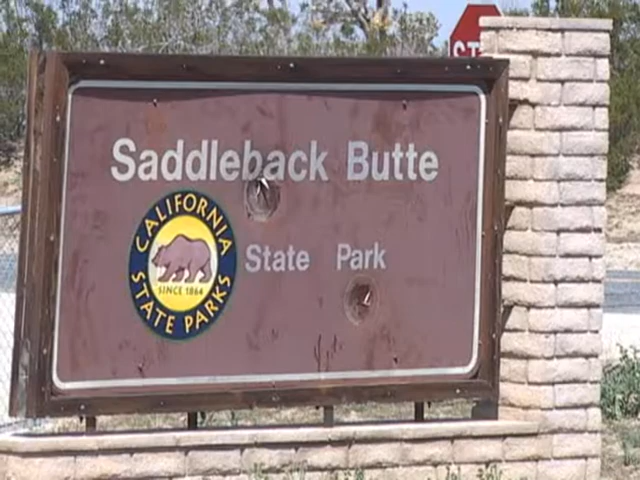 Saddleback Butte
State Park
CALIFORNIA
SINCE 1864
STATE PARKS